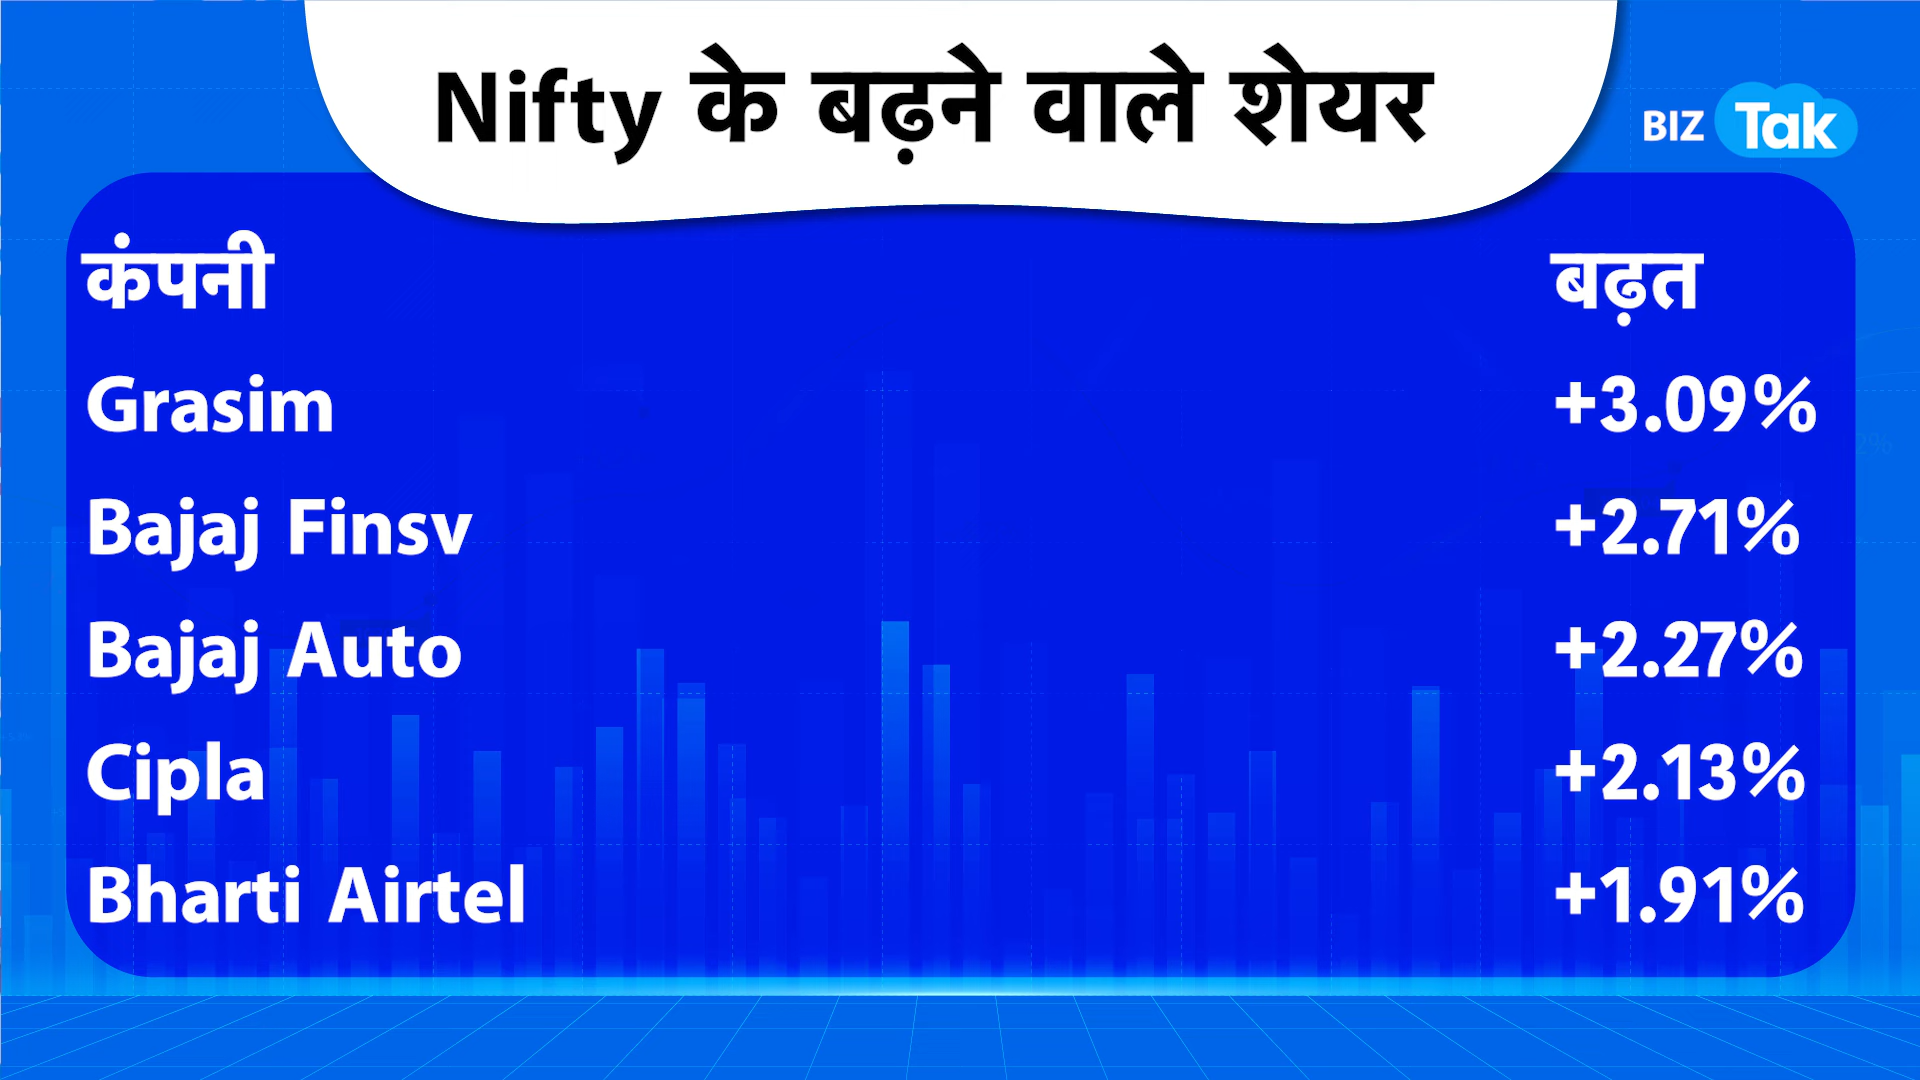 Nifty के बढ़ने वाले शेयर
BIZ Tak
कंपनी बढ़त
Grasim +3.09%
Bajaj Finsv +2.71%
Bajaj Auto +2.27%
Cipla +2.13%
Bharti Airtel +1.91%